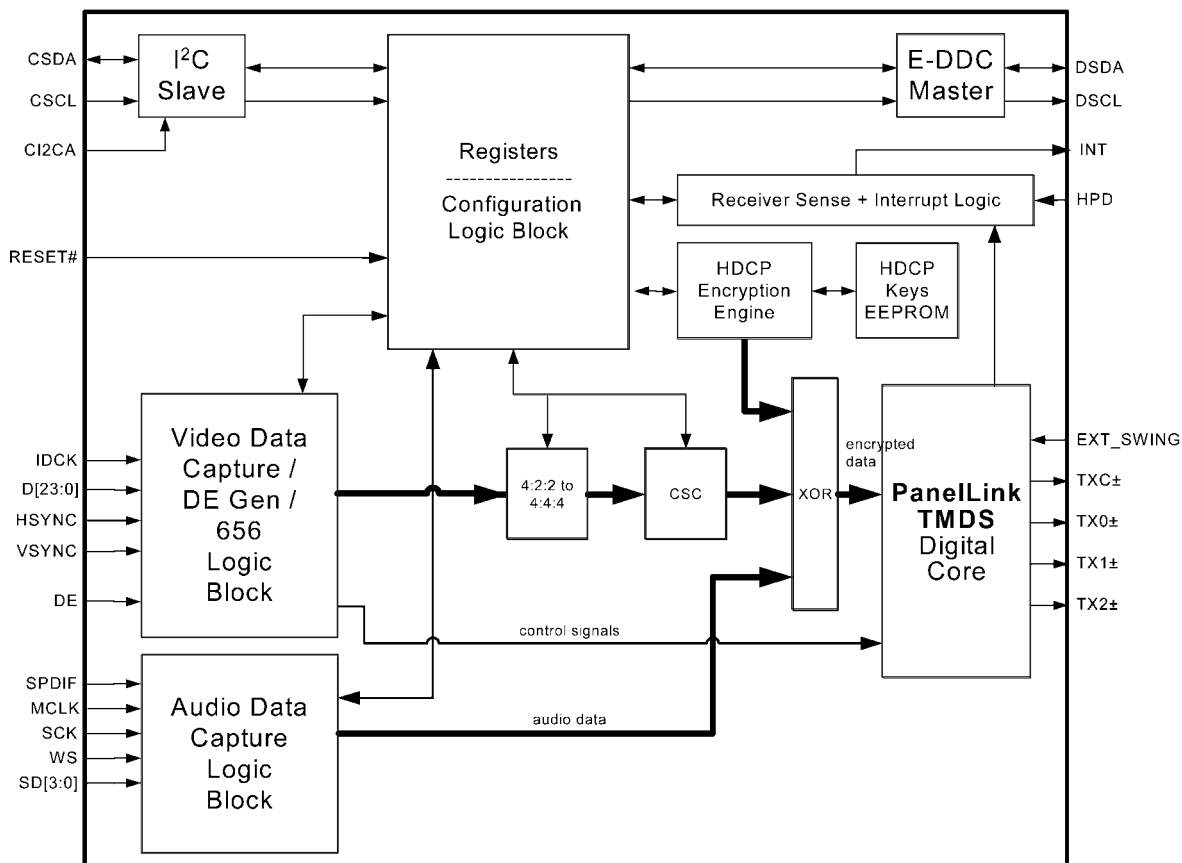 CSDA
CSCL
CI2CA
RESET#
I²C
Slave
Registers
Configuration
Logic Block
E-DDC
Master
DSDA
DSCL
INT
HPD
Receiver Sense + Interrupt Logic
HDCP
Encryption
Engine
HDCP
Keys
EEPROM
IDCK
D[23:0]
HSYNC
VSYNC
DE
Video Data
Capture /
DE Gen /
656
Logic
Block
4:2:2 to
4:4:4
CSC
XOR
encrypted
data
PanelLink
TMDS
Digital
Core
EXT_SWING
TXC±
TX0±
TX1±
TX2±
control signals
SPDIF
MCLK
SCK
WS
SD[3:0]
Audio Data
Capture
Logic
Block
audio data